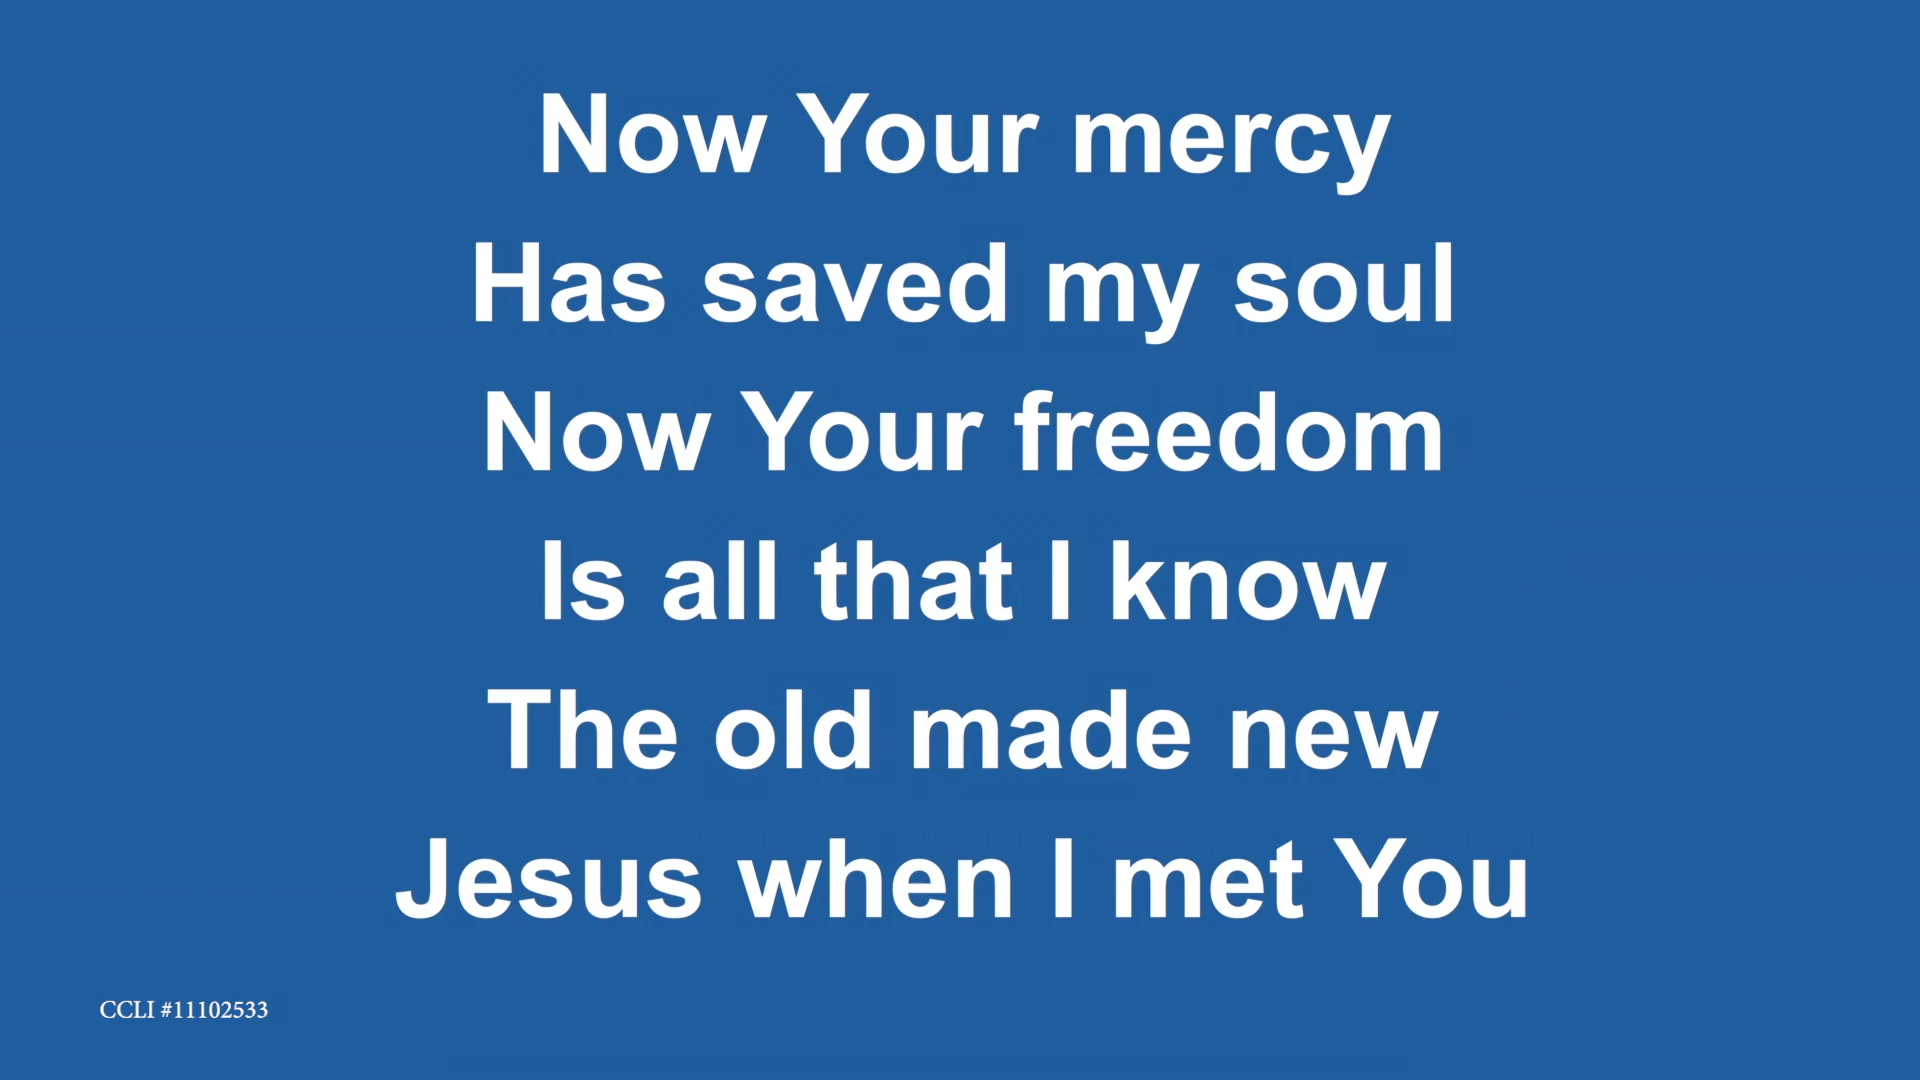 Now Your mercy
Has saved my soul
Now Your freedom
Is all that I know
The old made new
Jesus when I met You
CCLI #11102533